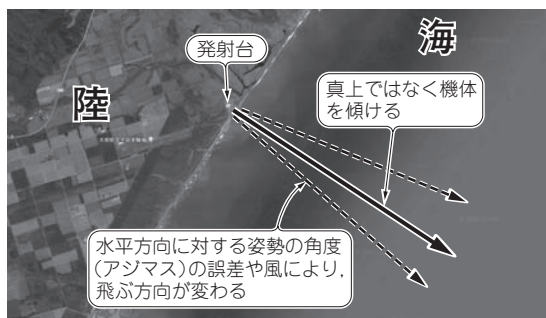 海
発射台
陸
真上ではなく機体
を傾ける
水平方向に対する姿勢の角度
(アジマス)の誤差や風により,
飛ぶ方向が変わる